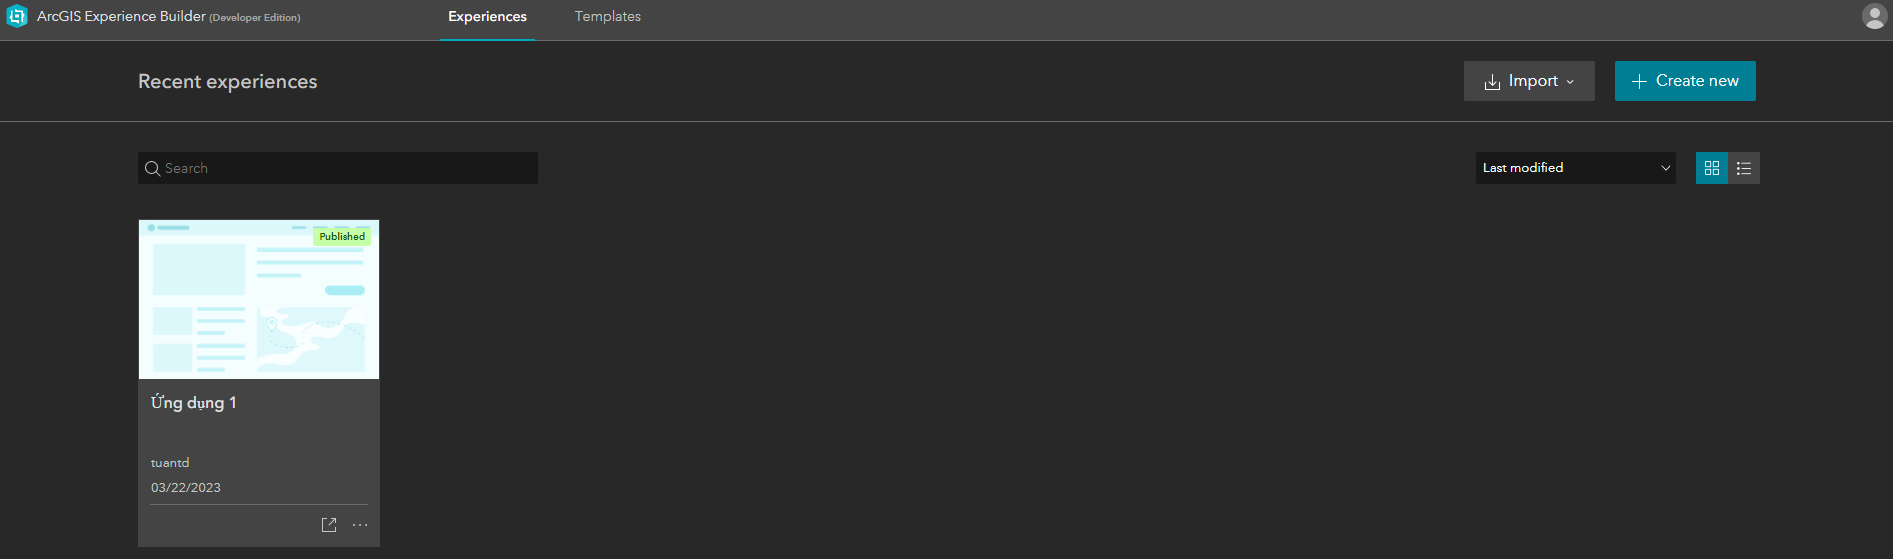 ArcGIS Experience Builder (Developer Edition)
Experiences
Templates
Recent experiences
Import
Create new
Search
Last modified
Published
Ứng dụng 1
tuantd
03/22/2023